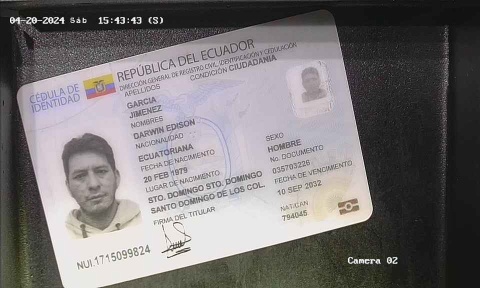 04-20-2024 Sáb 15:43:43 (S)
REPÚBLICA DEL ECUADOR
DIRECCIÓN GENERAL DE REGISTRO CIVIL, IDENTIFICACIÓN Y CEDULACIÓN
CÉDULA DE
IDENTIDAD
APELLIDOS
CONDICIÓN CIUDADANÍA
GARCIA
JIMENEZ
NOMBRES
DARWIN EDISON
NACIONALIDAD
ECUATORIANA
FECHA DE NACIMIENTO
20 FEB 1979
LUGAR DE NACIMIENTO
STO. DOMINGO STO. DOMINGO
SANTO DOMINGO DE LOS COL.
FIRMA DEL TITULAR
SEXO
HOMBRE
No. DOCUMENTO
035703226
FECHA DE VENCIMIENTO
10 SEP 2032
NAT/CAN
794045
NUI.1715099824
Camera 02